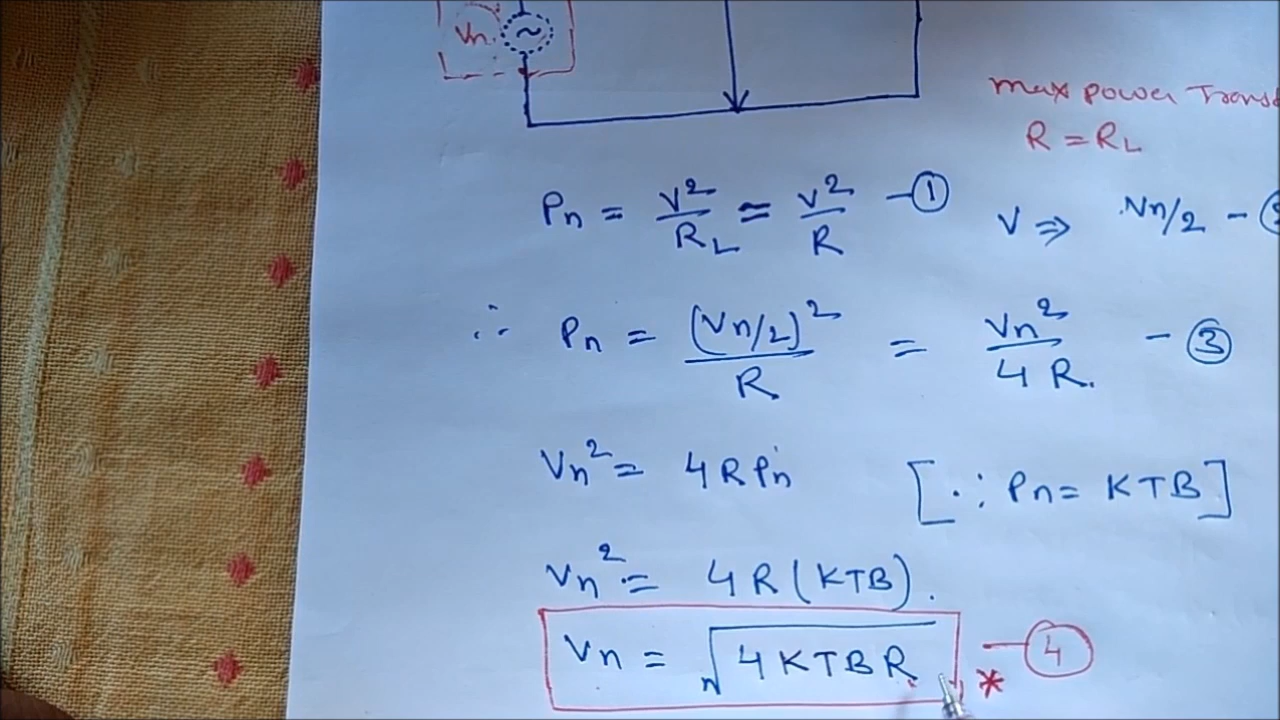 Vn
max power
R = RL
Pn = V²/RL = V²/R - ①
V ⇒ Vn/2 -
∴ Pn = (Vn/2)²/R = Vn²/4R. - ③
Vn² = 4RPn [∵ Pn = KTB]
Vn² = 4R(KTB).
Vn = √4KTBR - ④
*